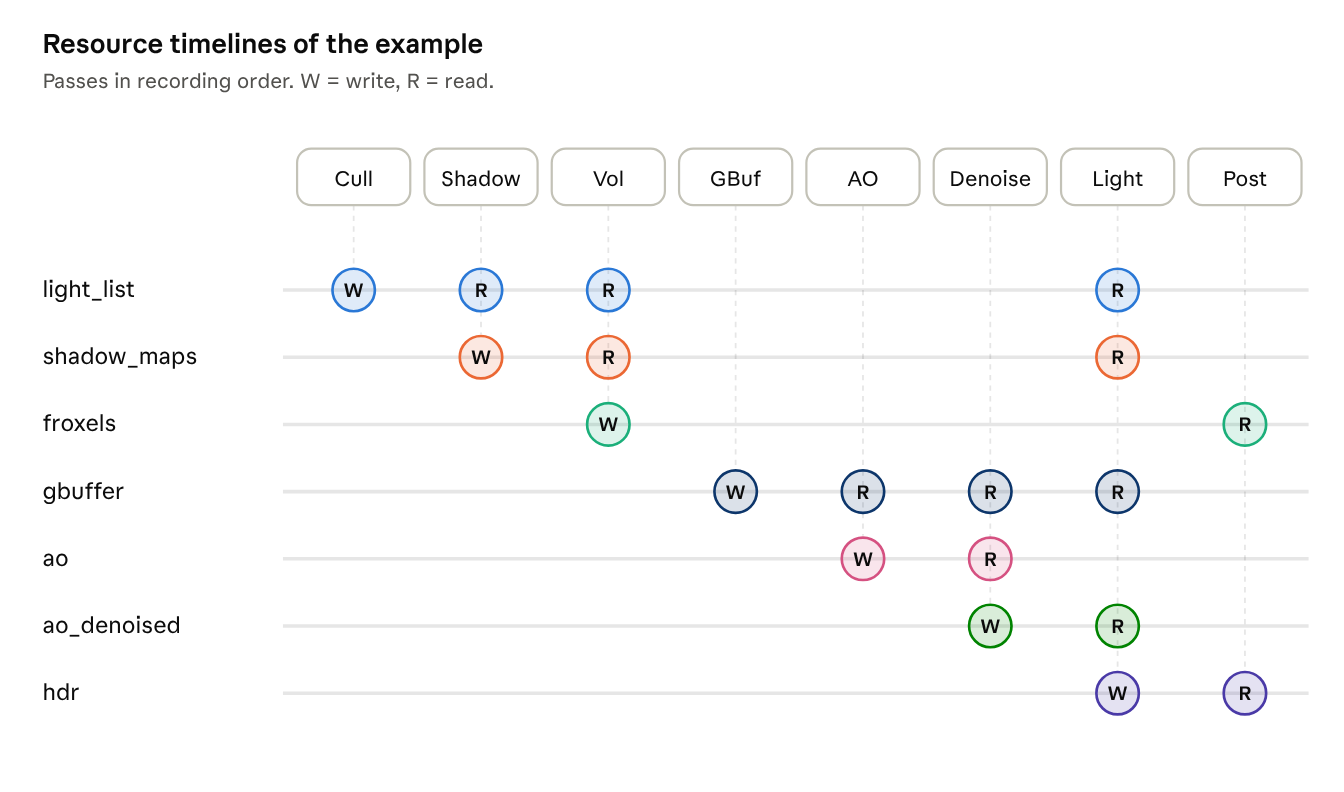 Resource timelines of the example
Passes in recording order. W = write, R = read.
Cull Shadow Vol GBuf AO Denoise Light Post
light_list W R R R
shadow_maps W R R
froxels W R
gbuffer W R R R
ao W R
ao_denoised W R
hdr W R